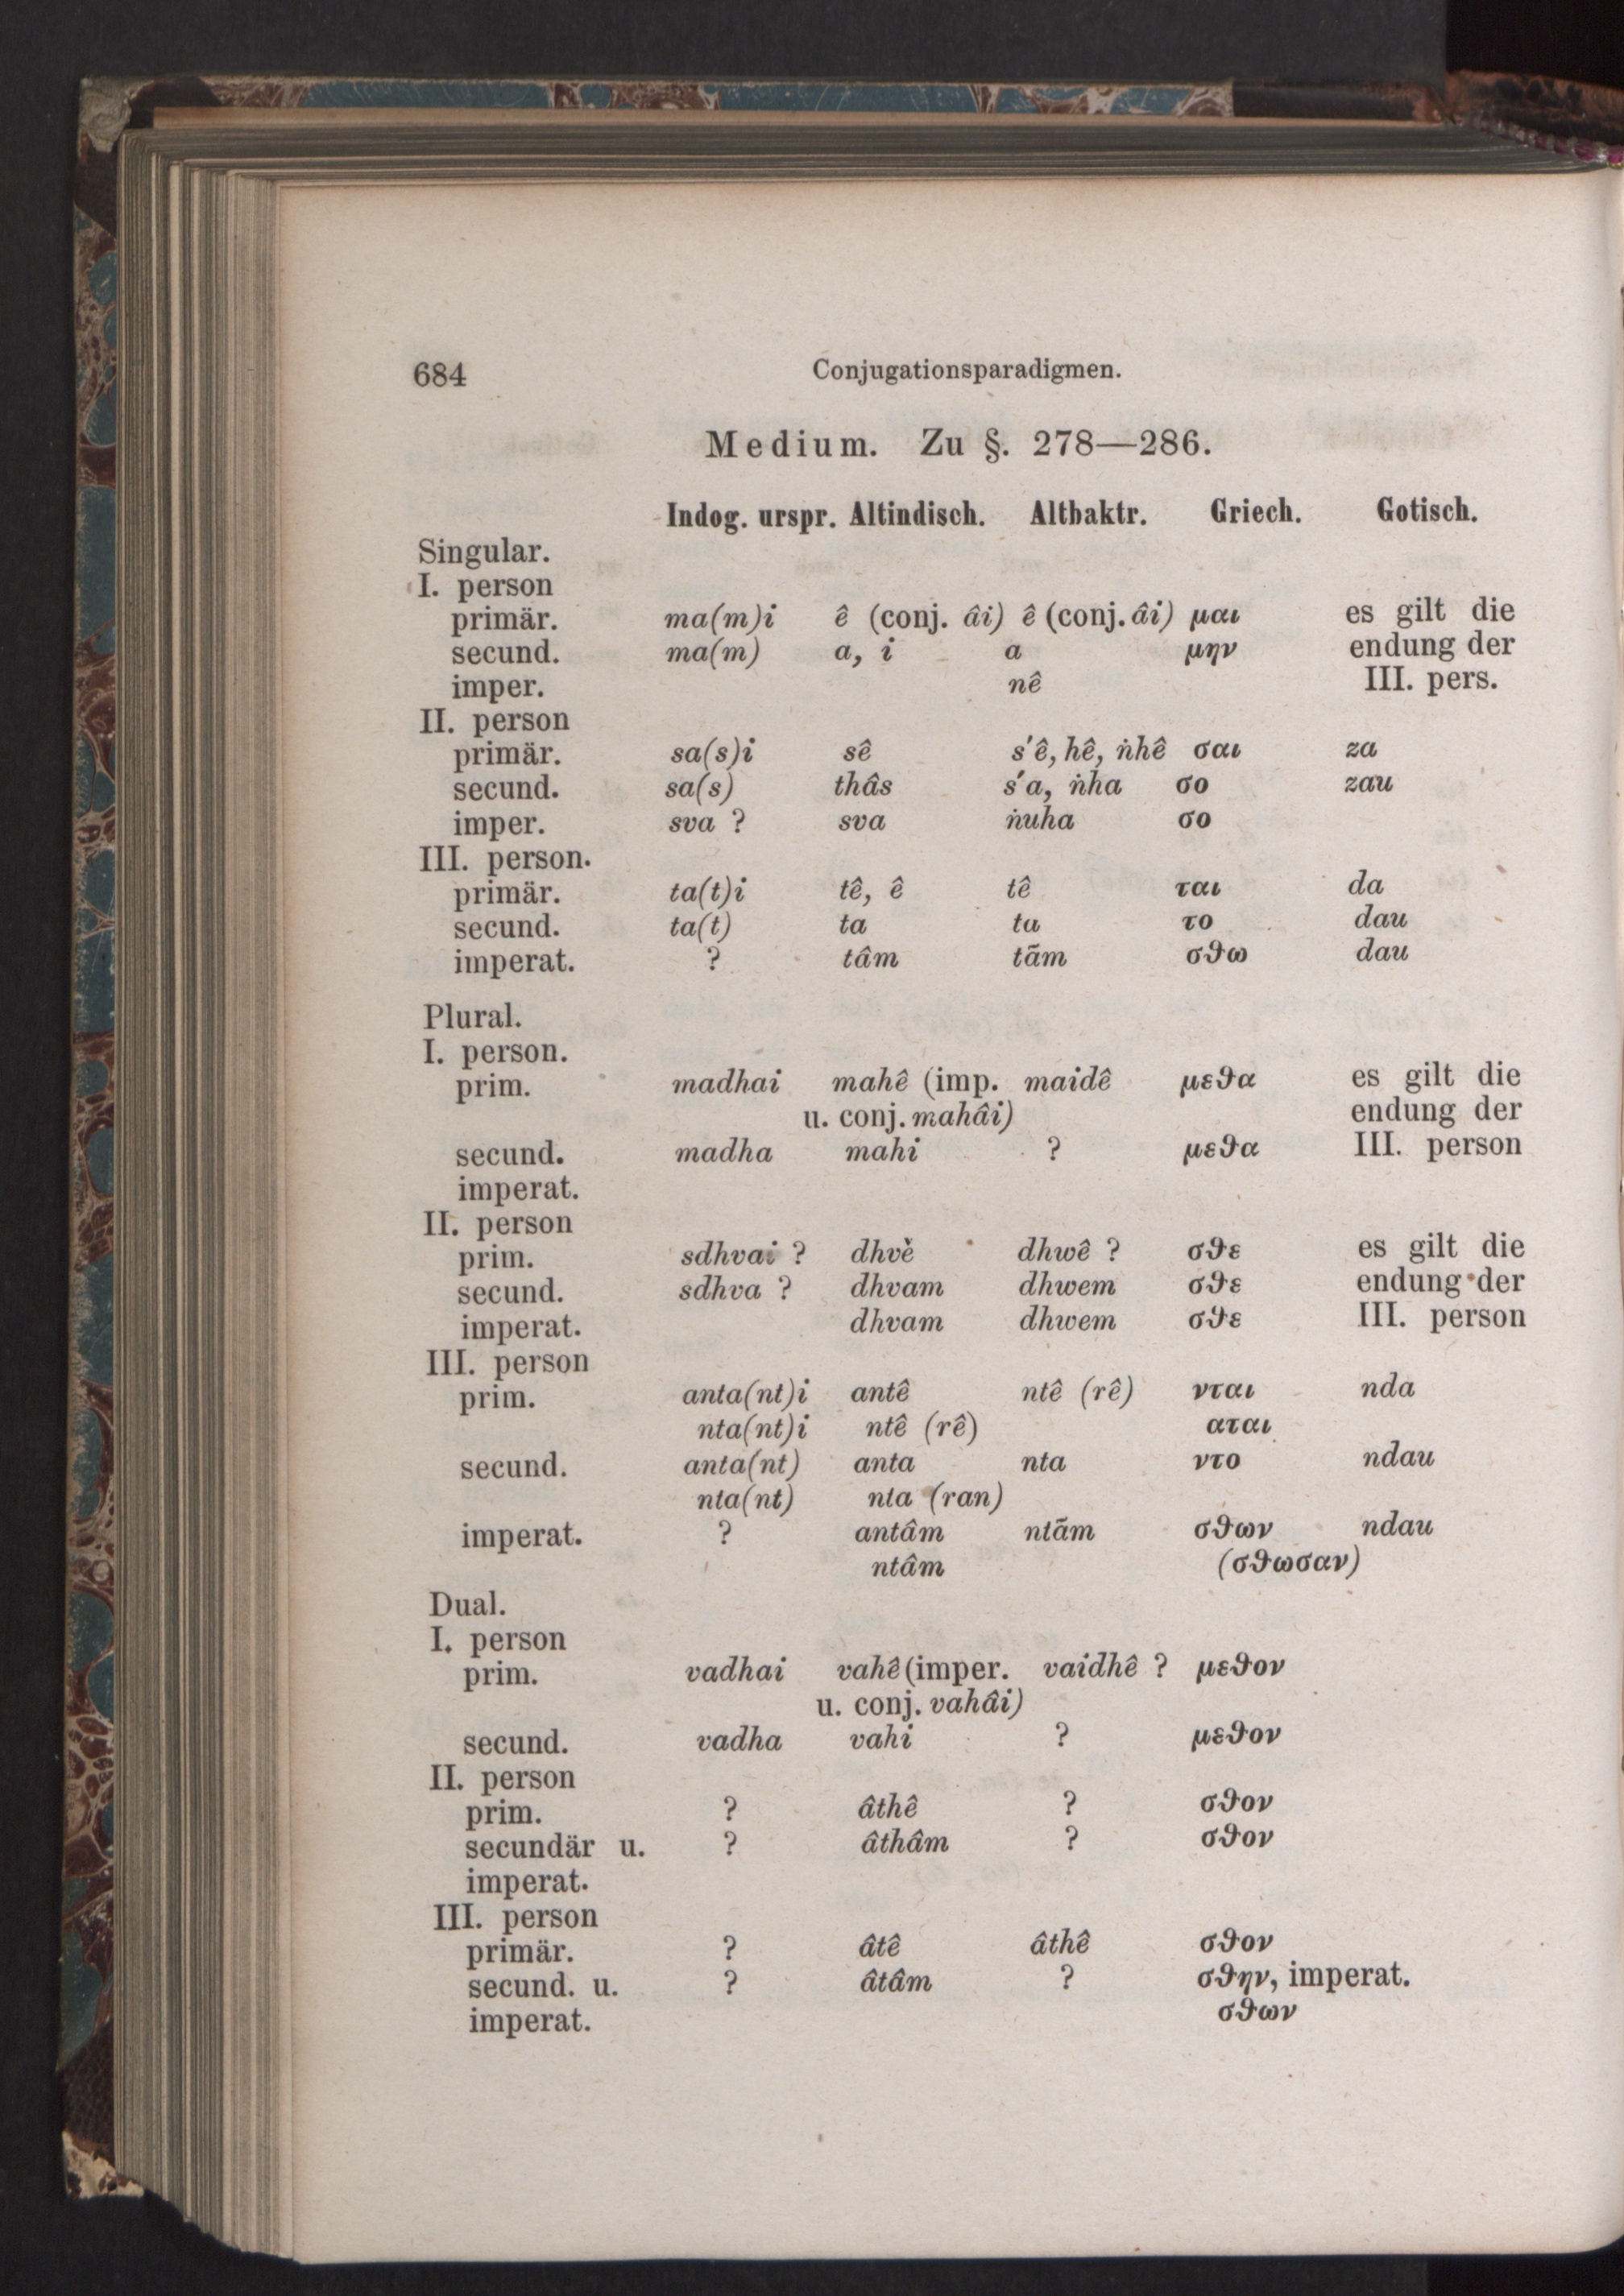 684 Conjugationsparadigmen.
Medium. Zu §. 278—286.
Indog. urspr. Altindisch. Altbaktr. Griech. Gotisch.
Singular.
I. person
primär. ma(m)i ê (conj. âi) ê (conj. âi) μαι es gilt die
secund. ma(m) a, i a μην endung der
imper. nê III. pers.
II. person
primär. sa(s)i sê s'ê, hê, ṅhê σαι za
secund. sa(s) thâs s'a, ṅha σο zau
imper. sva ? sva ṅuha σο
III. person.
primär. ta(t)i tê, ê tê ται da
secund. ta(t) ta ta το dau
imperat. ? tâm tãm σϑω dau
Plural.
I. person.
prim. madhai mahê (imp. maidê μεϑα es gilt die
u. conj. mahâi) endung der
secund. madha mahi ? μεϑα III. person
imperat.
II. person
prim. sdhvai ? dhvě dhwê ? σϑε es gilt die
secund. sdhva ? dhvam dhwem σϑε endung der
imperat. dhvam dhwem σϑε III. person
III. person
prim. anta(nt)i antê ntê (rê) νται nda
nta(nt)i ntê (rê) αται
secund. anta(nt) anta nta ντο ndau
nta(nt) nta (ran)
imperat. ? antâm ntãm σϑων ndau
ntâm (σϑωσαν)
Dual.
I. person
prim. vadhai vahê (imper. vaidhê ? μεϑον
u. conj. vahâi)
secund. vadha vahi ? μεϑον
II. person
prim. ? âthê ? σϑον
secundär u. ? âthâm ? σϑον
imperat.
III. person
primär. ? âtê âthê σϑον
secund. u. ? âtâm ? σϑην, imperat.
imperat. σϑων